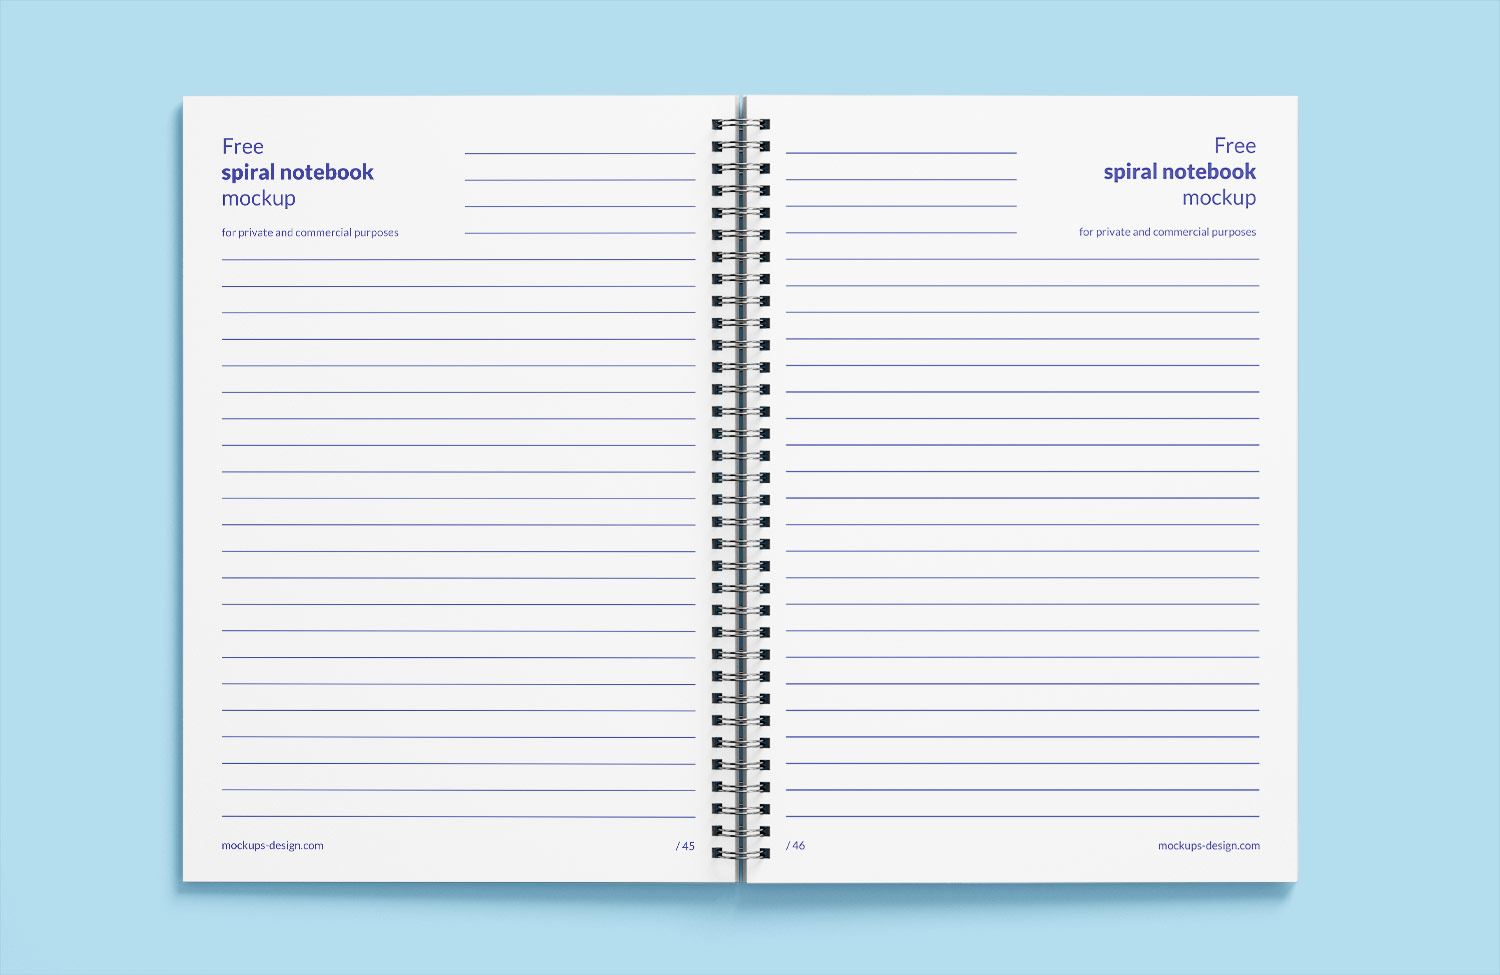 Free
spiral notebook
mockup
for private and commercial purposes
mockups-design.com
/ 45
Free
spiral notebook
mockup
for private and commercial purposes
/ 46
mockups-design.com